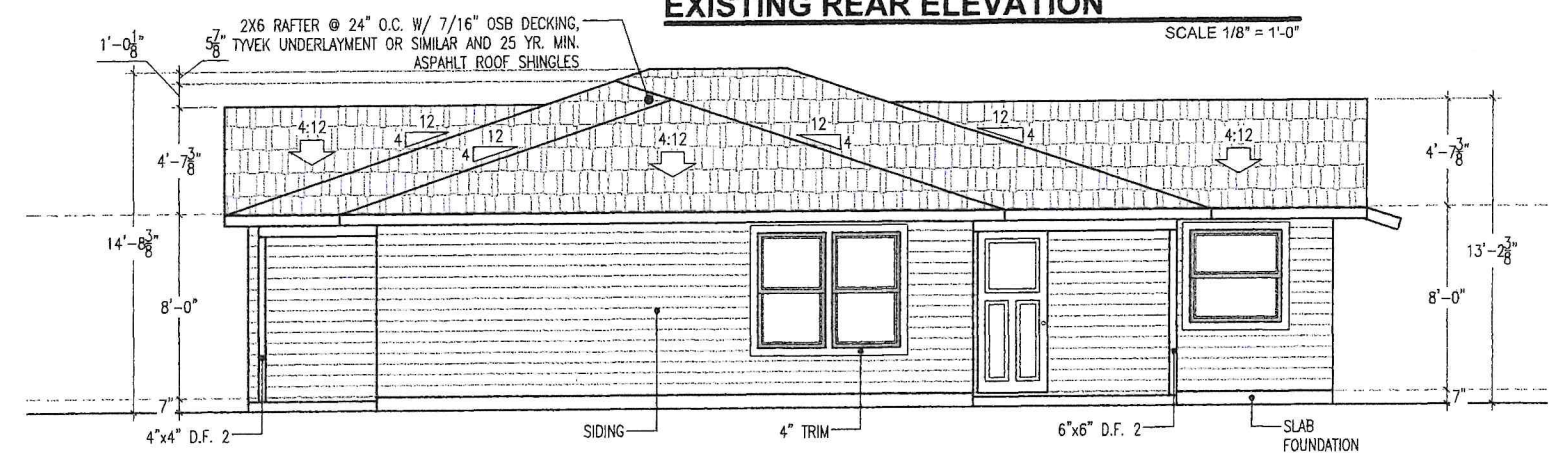 EXISTING REAR ELEVATION
SCALE 1/8" = 1'-0"
2X6 RAFTER @ 24" O.C. W/ 7/16" OSB DECKING,
TYVEK UNDERLAYMENT OR SIMILAR AND 25 YR. MIN.
ASPAHLT ROOF SHINGLES
1'-0 1/8"
5 7/8"
4:12
12
4
12
4
4:12
12
4
12
4
4:12
4'-7 3/8"
4'-7 3/8"
14'-8 3/8"
13'-2 3/8"
8'-0"
8'-0"
7"
7"
4"x4" D.F. 2
SIDING
4" TRIM
6"x6" D.F. 2
SLAB
FOUNDATION